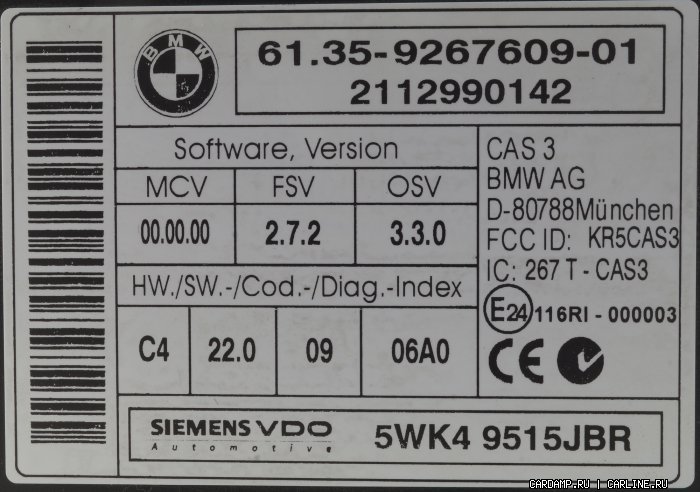 BMW
61.35-9267609-01
2112990142
Software, Version
MCV FSV OSV
00.00.00 2.7.2 3.3.0
HW./SW.-/Cod.-/Diag.-Index
C4 22.0 09 06A0
CAS 3
BMW AG
D-80788München
FCC ID: KR5CAS3
IC: 267 T - CAS3
E24 116RI - 000003
CE
SIEMENS VDO
Automotive
5WK4 9515JBR
CARDAMP.RU | CARLINE.RU